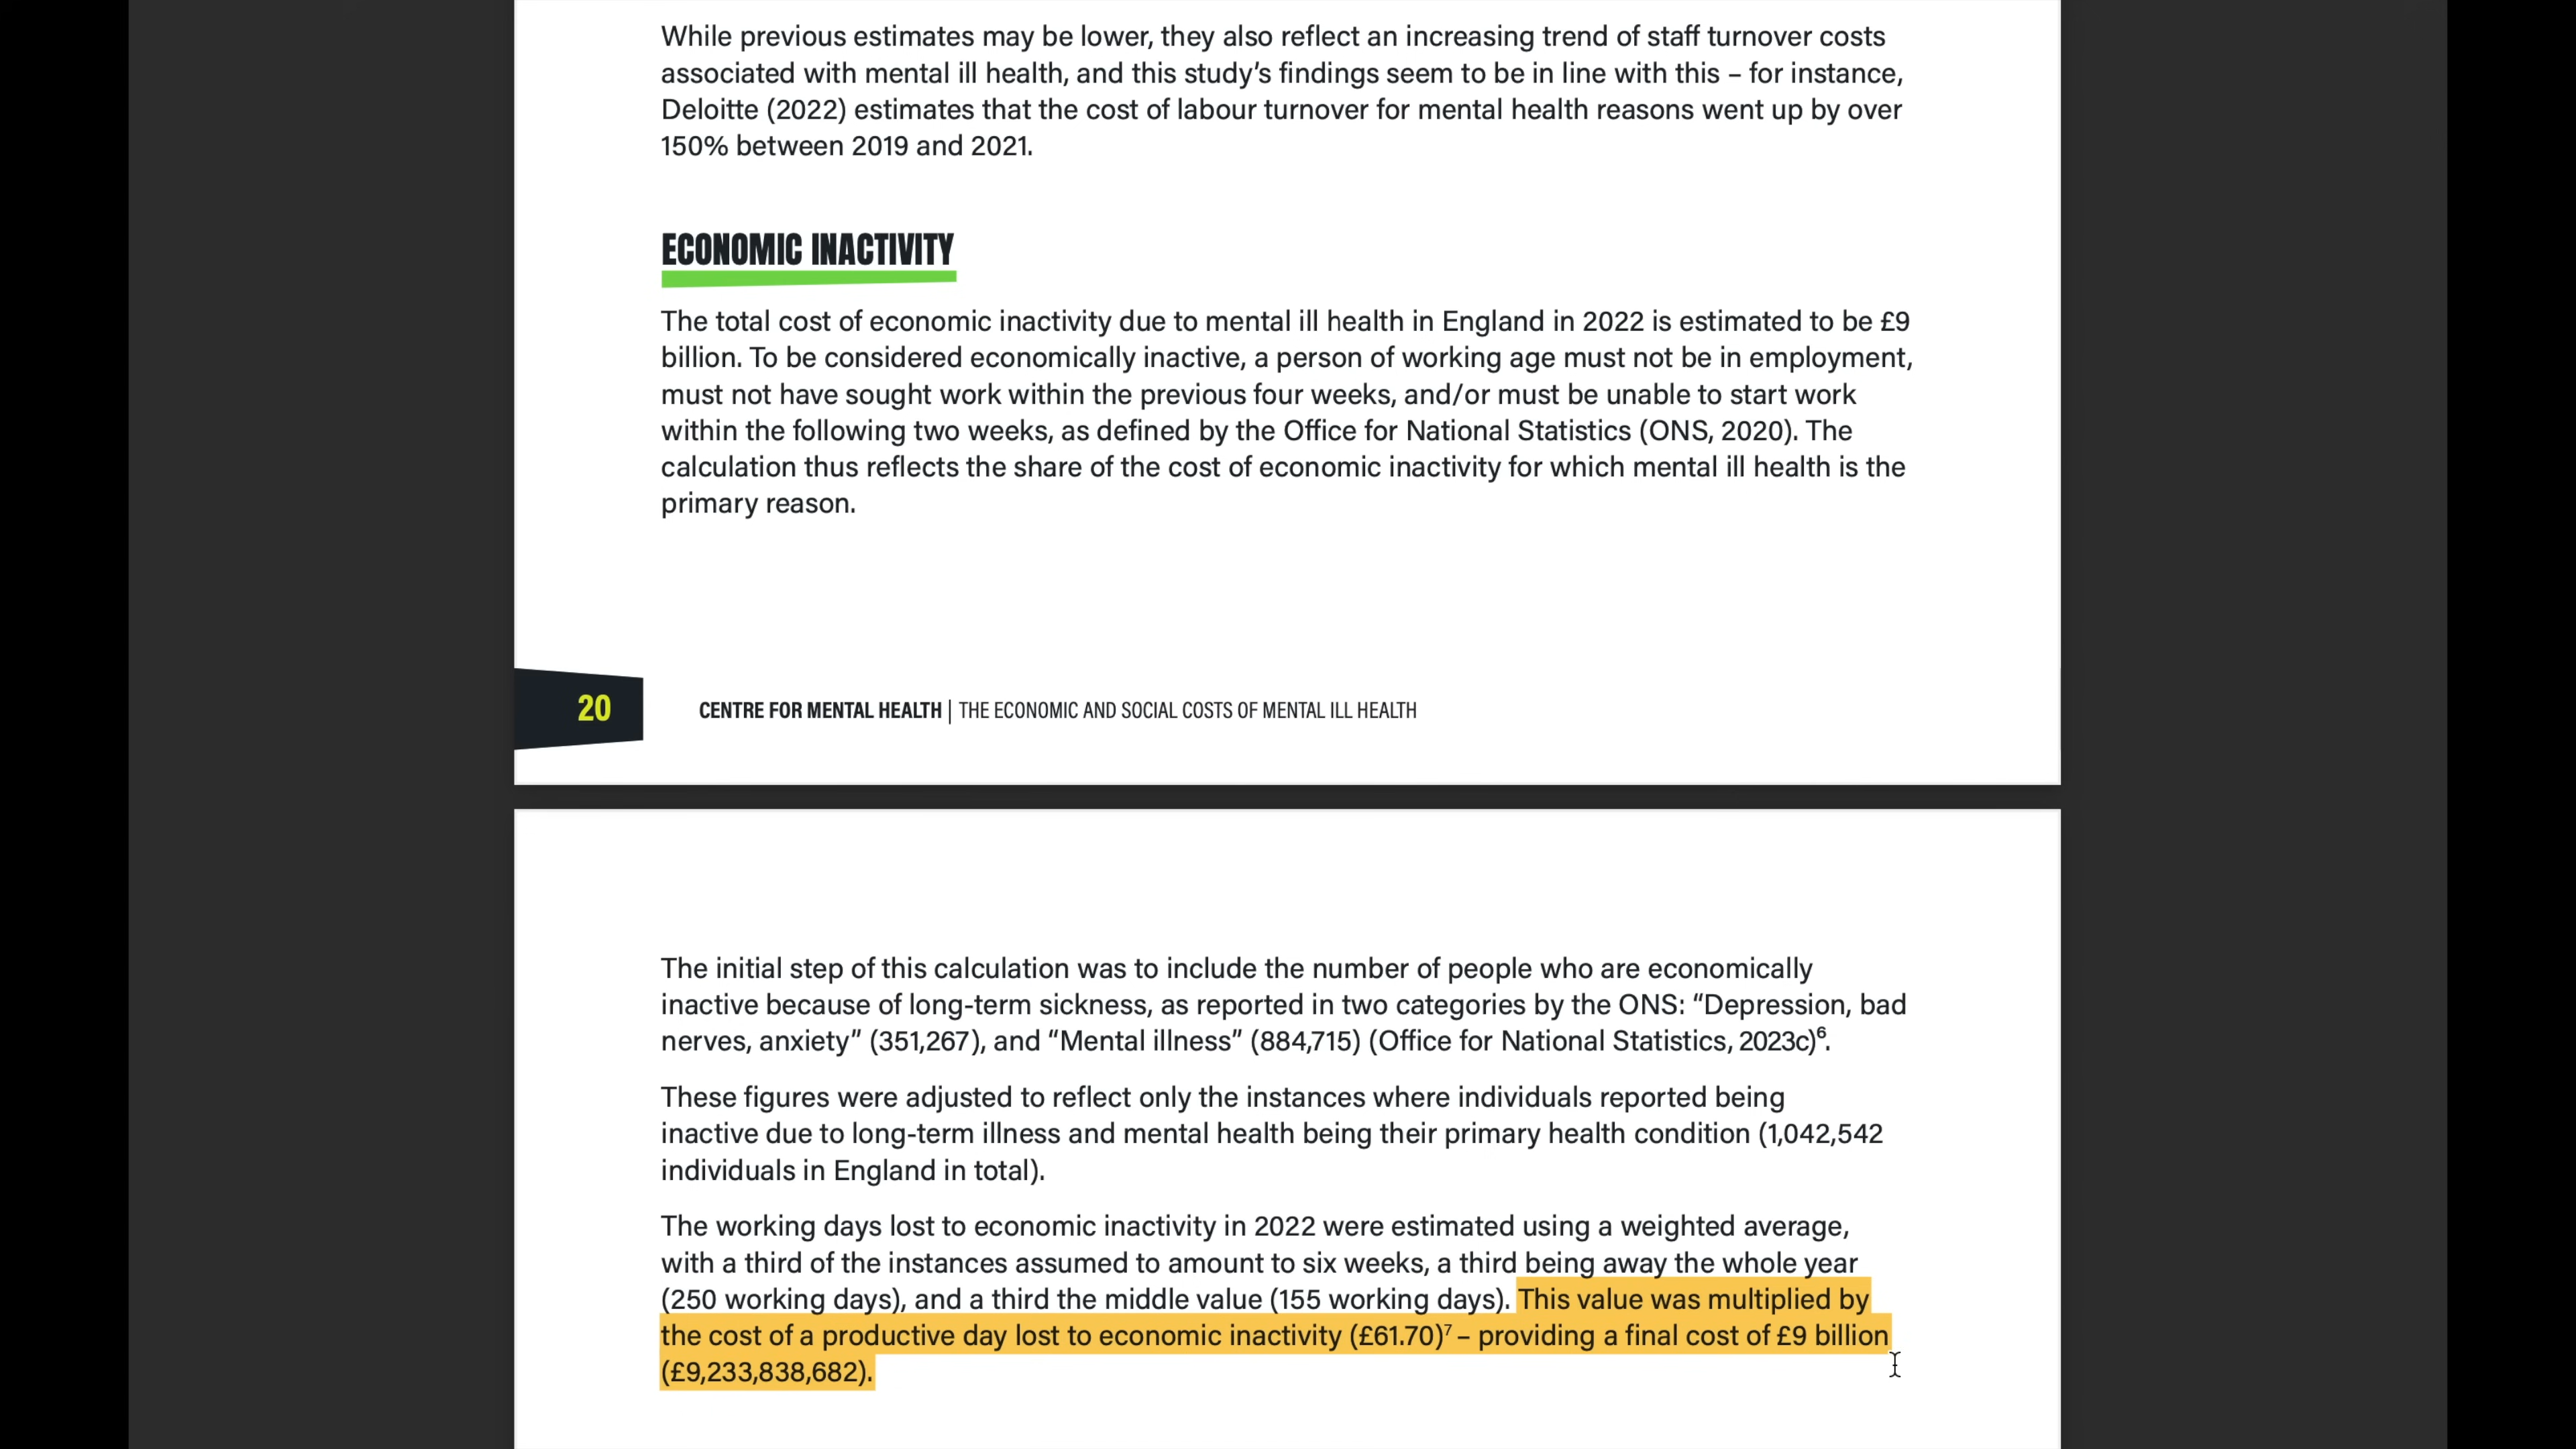 While previous estimates may be lower, they also reflect an increasing trend of staff turnover costs
associated with mental ill health, and this study’s findings seem to be in line with this – for instance,
Deloitte (2022) estimates that the cost of labour turnover for mental health reasons went up by over
150% between 2019 and 2021.
ECONOMIC INACTIVITY
The total cost of economic inactivity due to mental ill health in England in 2022 is estimated to be £9
billion. To be considered economically inactive, a person of working age must not be in employment,
must not have sought work within the previous four weeks, and/or must be unable to start work
within the following two weeks, as defined by the Office for National Statistics (ONS, 2020). The
calculation thus reflects the share of the cost of economic inactivity for which mental ill health is the
primary reason.
20 CENTRE FOR MENTAL HEALTH | THE ECONOMIC AND SOCIAL COSTS OF MENTAL ILL HEALTH
The initial step of this calculation was to include the number of people who are economically
inactive because of long-term sickness, as reported in two categories by the ONS: “Depression, bad
nerves, anxiety” (351,267), and “Mental illness” (884,715) (Office for National Statistics, 2023c)⁶.
These figures were adjusted to reflect only the instances where individuals reported being
inactive due to long-term illness and mental health being their primary health condition (1,042,542
individuals in England in total).
The working days lost to economic inactivity in 2022 were estimated using a weighted average,
with a third of the instances assumed to amount to six weeks, a third being away the whole year
(250 working days), and a third the middle value (155 working days). This value was multiplied by
the cost of a productive day lost to economic inactivity (£61.70)⁷ – providing a final cost of £9 billion
(£9,233,838,682).